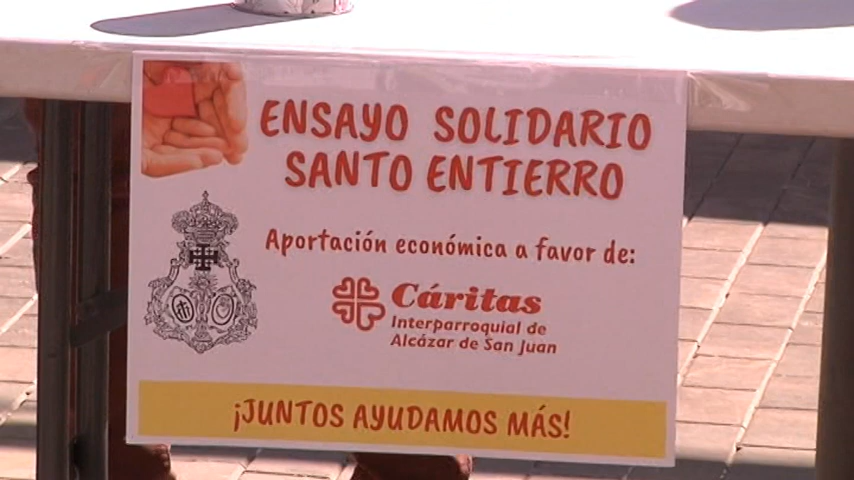 ENSAYO SOLIDARIO
SANTO ENTIERRO
Aportación económica a favor de:
Cáritas
Interparroquial de
Alcázar de San Juan
¡JUNTOS AYUDAMOS MÁS!